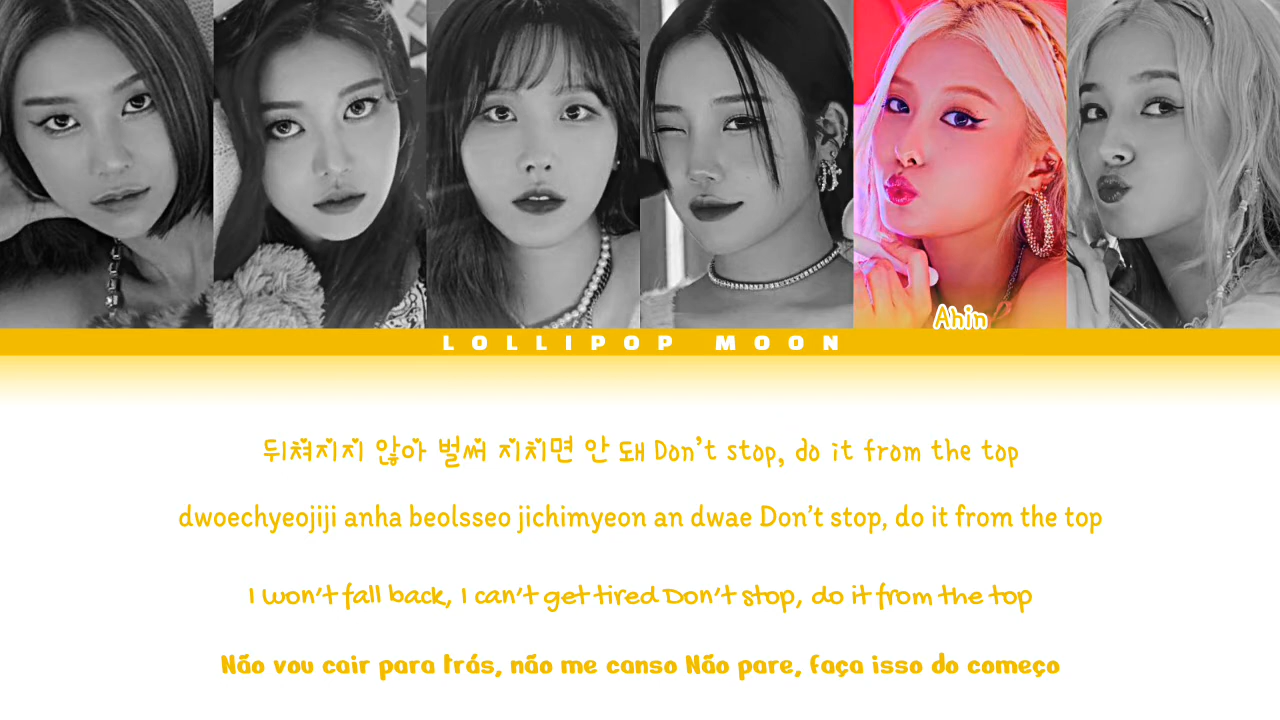 Ahin
LOLLIPOP MOON
뒤쳐지지 않아 벌써 지치면 안 돼 Don't stop, do it from the top
dwoechyeojiji anha beolsseo jichimyeon an dwae Don't stop, do it from the top
I won't fall back, I can't get tired Don't stop, do it from the top
Não vou cair para trás, não me canso Não pare, faça isso do começo